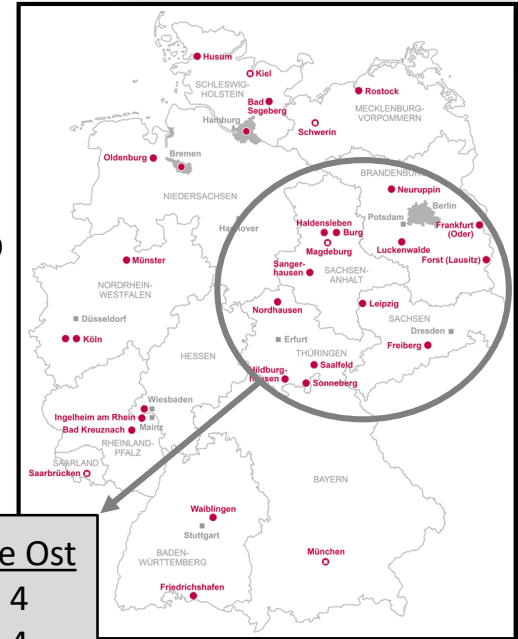 Husum
Kiel
SCHLESWIG-
HOLSTEIN
Bad
Segeberg
Rostock
MECKLENBURG-
VORPOMMERN
Hamburg
Schwerin
Oldenburg
Bremen
BRANDENBURG
NIEDERSACHSEN
Neuruppin
Berlin
Haldensleben
Burg
Potsdam
Frankfurt
(Oder)
Hannover
Magdeburg
Luckenwalde
Forst (Lausitz)
Münster
Sanger-
hausen
SACHSEN-
ANHALT
NORDRHEIN-
WESTFALEN
Nordhausen
Leipzig
SACHSEN
Düsseldorf
Dresden
Köln
Erfurt
Freiberg
HESSEN
THÜRINGEN
Saalfeld
Hildburg-
hausen
Sonneberg
Wiesbaden
Ingelheim am Rhein
Mainz
Bad Kreuznach
RHEINLAND-
PFALZ
SAARLAND
Saarbrücken
BAYERN
Waiblingen
Stuttgart
e Ost
4
BADEN-
WÜRTTEMBERG
München
Friedrichshafen